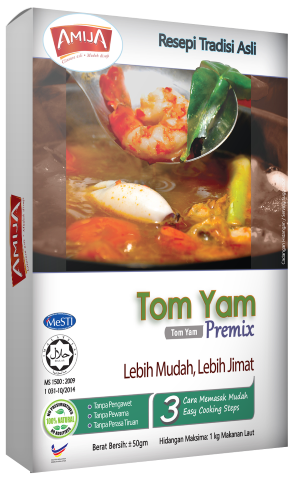 AMIJA
Resepi Tradisi Asli
AMIJA
Tom Yam
Tom Yam Premix
MeSTI
Lebih Mudah, Lebih Jimat
HALAL
MS 1500 : 2009
1 031-10/2014
100% NATURAL
• Tanpa Pengawet
• Tanpa Pewarna
• Tanpa Perasa Tiruan
3 Cara Memasak Mudah
Easy Cooking Steps
Berat Bersih: ±50gm
Hidangan Maksima: 1 kg Makanan Laut